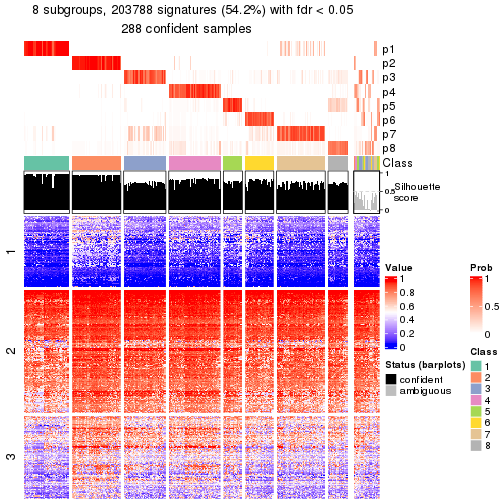 8 subgroups, 203788 signatures (54.2%) with fdr < 0.05
288 confident samples
p1
p2
p3
p4
p5
p6
p7
p8
Class
1
0.5
0
Silhouette
score
1
2
3
Value
1
0.8
0.6
0.4
0.2
0
Status (barplots)
confident
ambiguous
Prob
1
0.5
0
Class
1
2
3
4
5
6
7
8